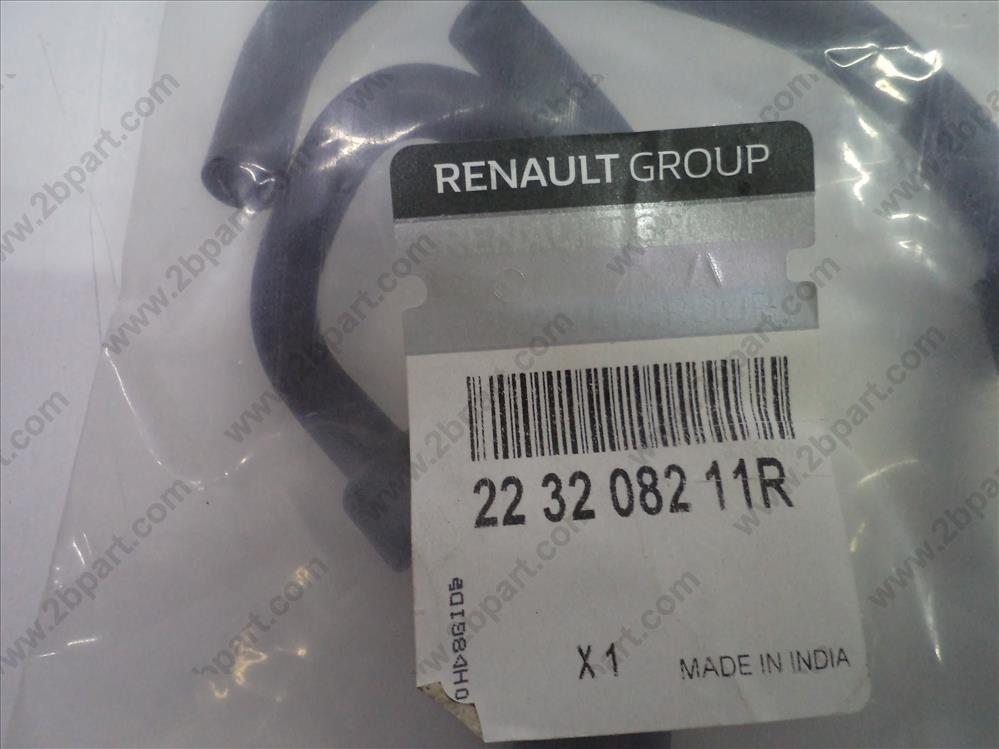 RENAULT GROUP
22 32 082 11R
X 1
MADE IN INDIA
www.2bpart.com